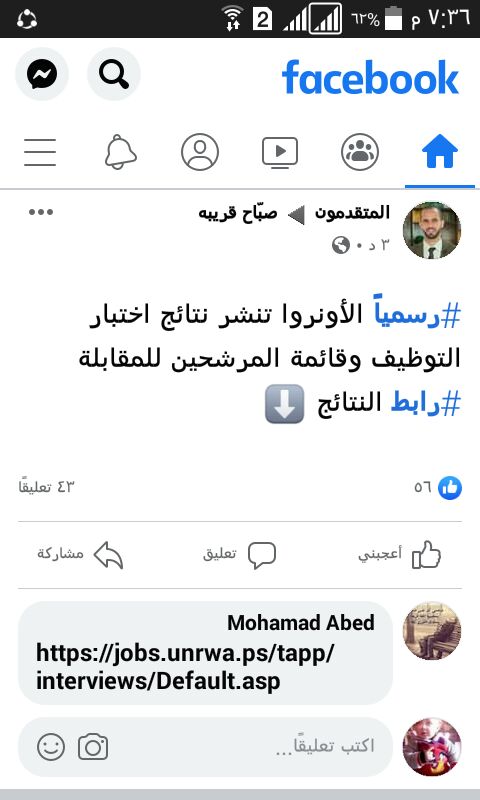 ٧:٣٦ م ٦٢% 2
facebook
المتقدمون ◀ صبّاح قريبه
٣ د •
#رسمياً الأونروا تنشر نتائج اختبار
التوظيف وقائمة المرشحين للمقابلة
#رابط النتائج ⬇️
٥٦
٤٣ تعليقًا
أعجبني
تعليق
مشاركة
Mohamad Abed
https://jobs.unrwa.ps/tapp/
interviews/Default.asp
اكتب تعليقًا...